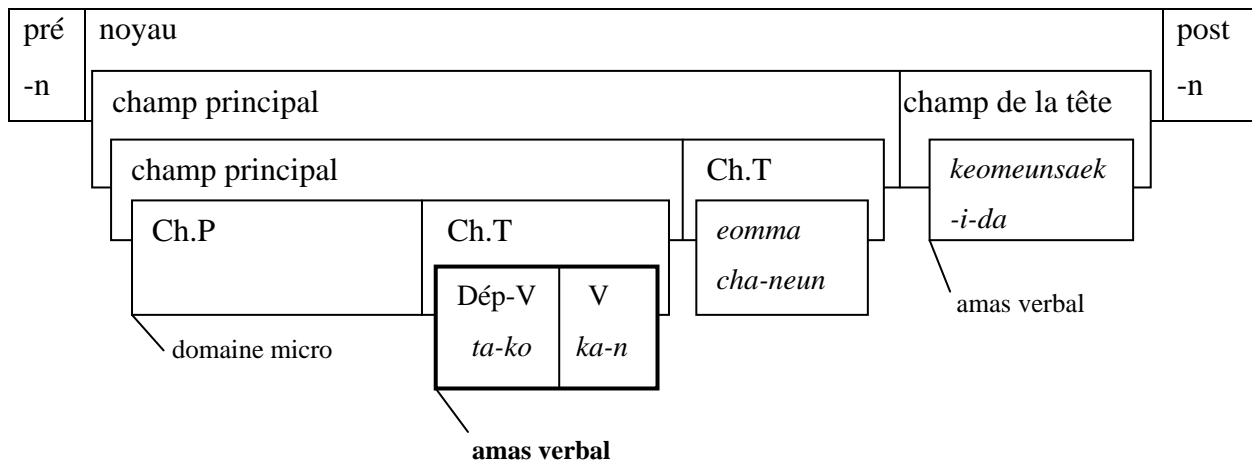 pré
-n
noyau
post
-n
champ principal
champ de la tête
champ principal
Ch.T
keomeunsaek
-i-da
Ch.P
Ch.T
eomma
cha-neun
Dép-V
V
ta-ko
ka-n
amas verbal
domaine micro
amas verbal